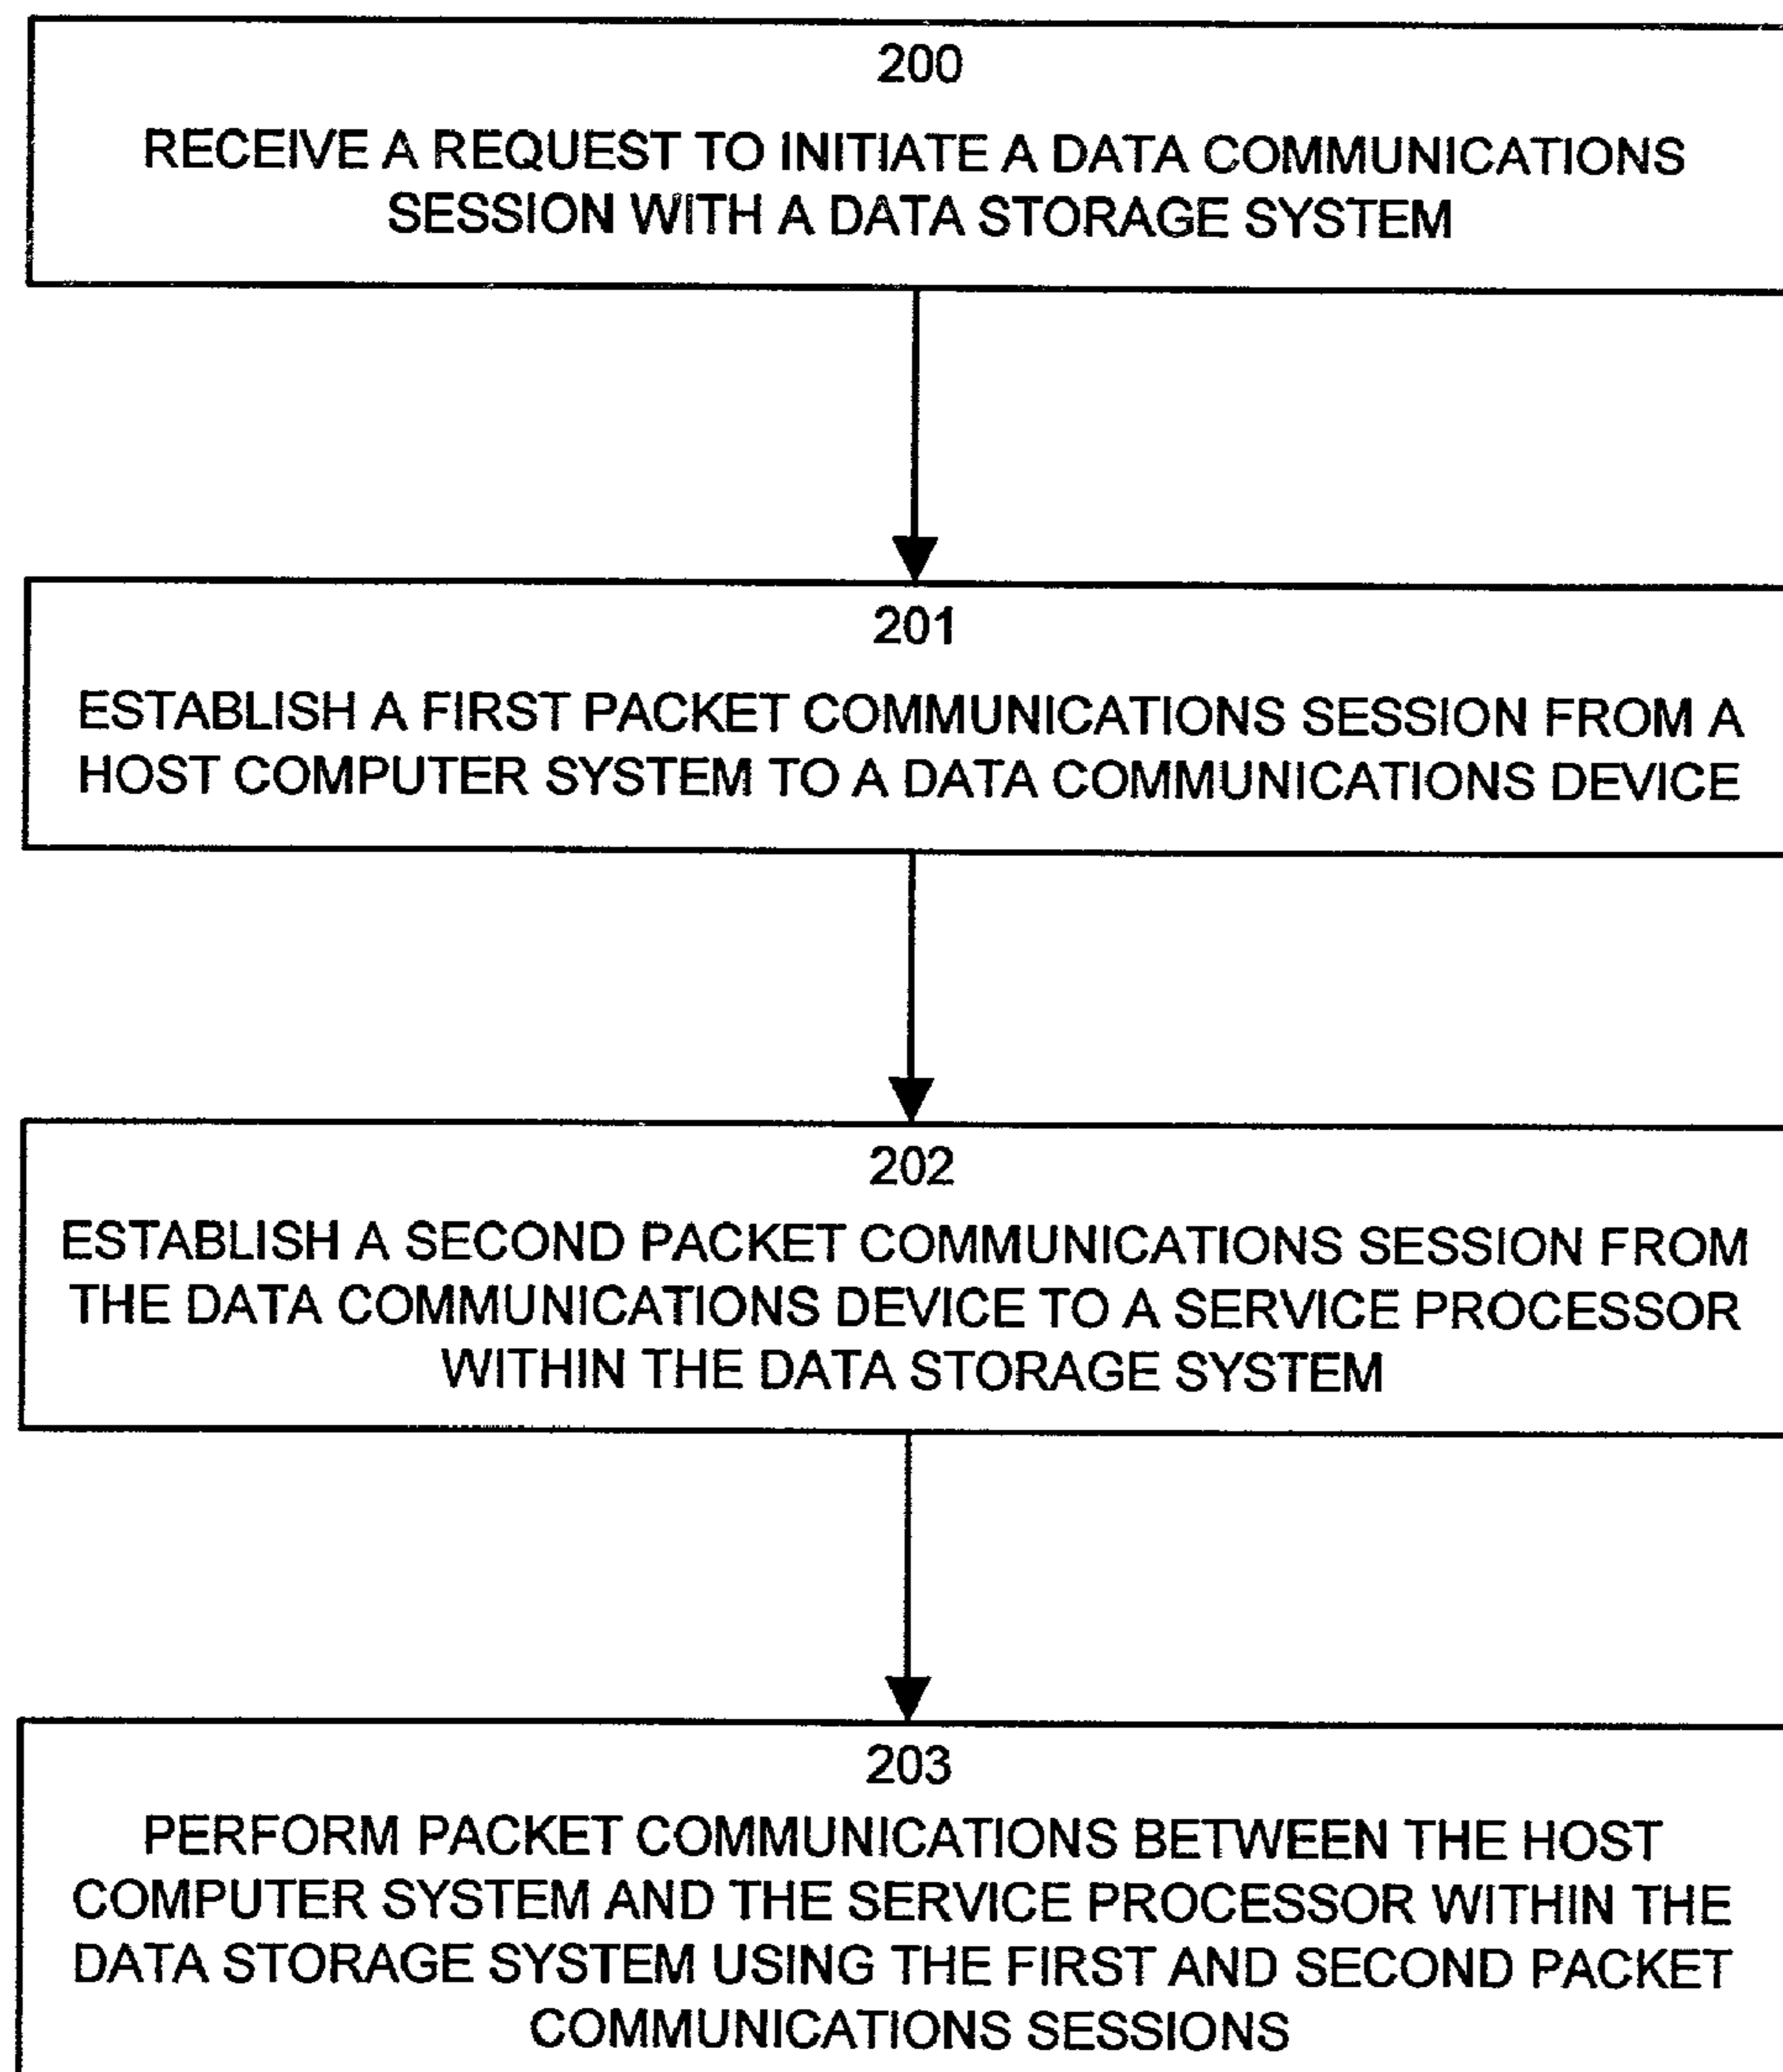 200
RECEIVE A REQUEST TO INITIATE A DATA COMMUNICATIONS
SESSION WITH A DATA STORAGE SYSTEM
201
ESTABLISH A FIRST PACKET COMMUNICATIONS SESSION FROM A
HOST COMPUTER SYSTEM TO A DATA COMMUNICATIONS DEVICE
202
ESTABLISH A SECOND PACKET COMMUNICATIONS SESSION FROM
THE DATA COMMUNICATIONS DEVICE TO A SERVICE PROCESSOR
WITHIN THE DATA STORAGE SYSTEM
203
PERFORM PACKET COMMUNICATIONS BETWEEN THE HOST
COMPUTER SYSTEM AND THE SERVICE PROCESSOR WITHIN THE
DATA STORAGE SYSTEM USING THE FIRST AND SECOND PACKET
COMMUNICATIONS SESSIONS